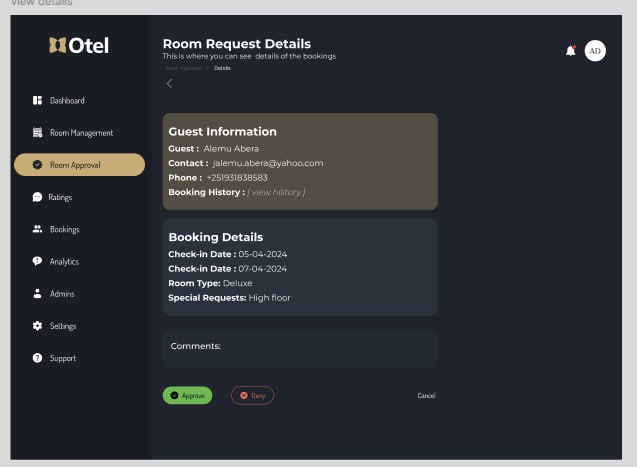 View details
Otel
Room Request Details
This is where you can see details of the bookings
Room Approval
Details
AD
Dashboard
Room Management
Room Approval
Ratings
Bookings
Analytics
Admins
Settings
Support
Guest Information
Guest : Alemu Abera
Contact : jalemu.abera@yahoo.com
Phone : +251931838583
Booking History : [ view history ]
Booking Details
Check-in Date : 05-04-2024
Check-in Date : 07-04-2024
Room Type: Deluxe
Special Requests: High floor
Comments:
Approve
Deny
Cancel